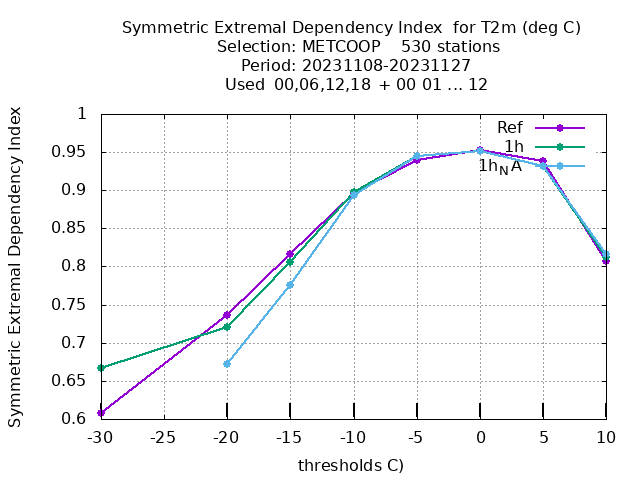 Symmetric Extremal Dependency Index  for T2m (deg C)
Selection: METCOOP    530 stations
Period: 20231108-20231127
Used  00,06,12,18 + 00 01 ... 12
Symmetric Extremal Dependency Index
1
0.95
0.9
0.85
0.8
0.75
0.7
0.65
0.6
Ref
1h
1hNA
-30 -25 -20 -15 -10 -5 0 5 10
thresholds C)